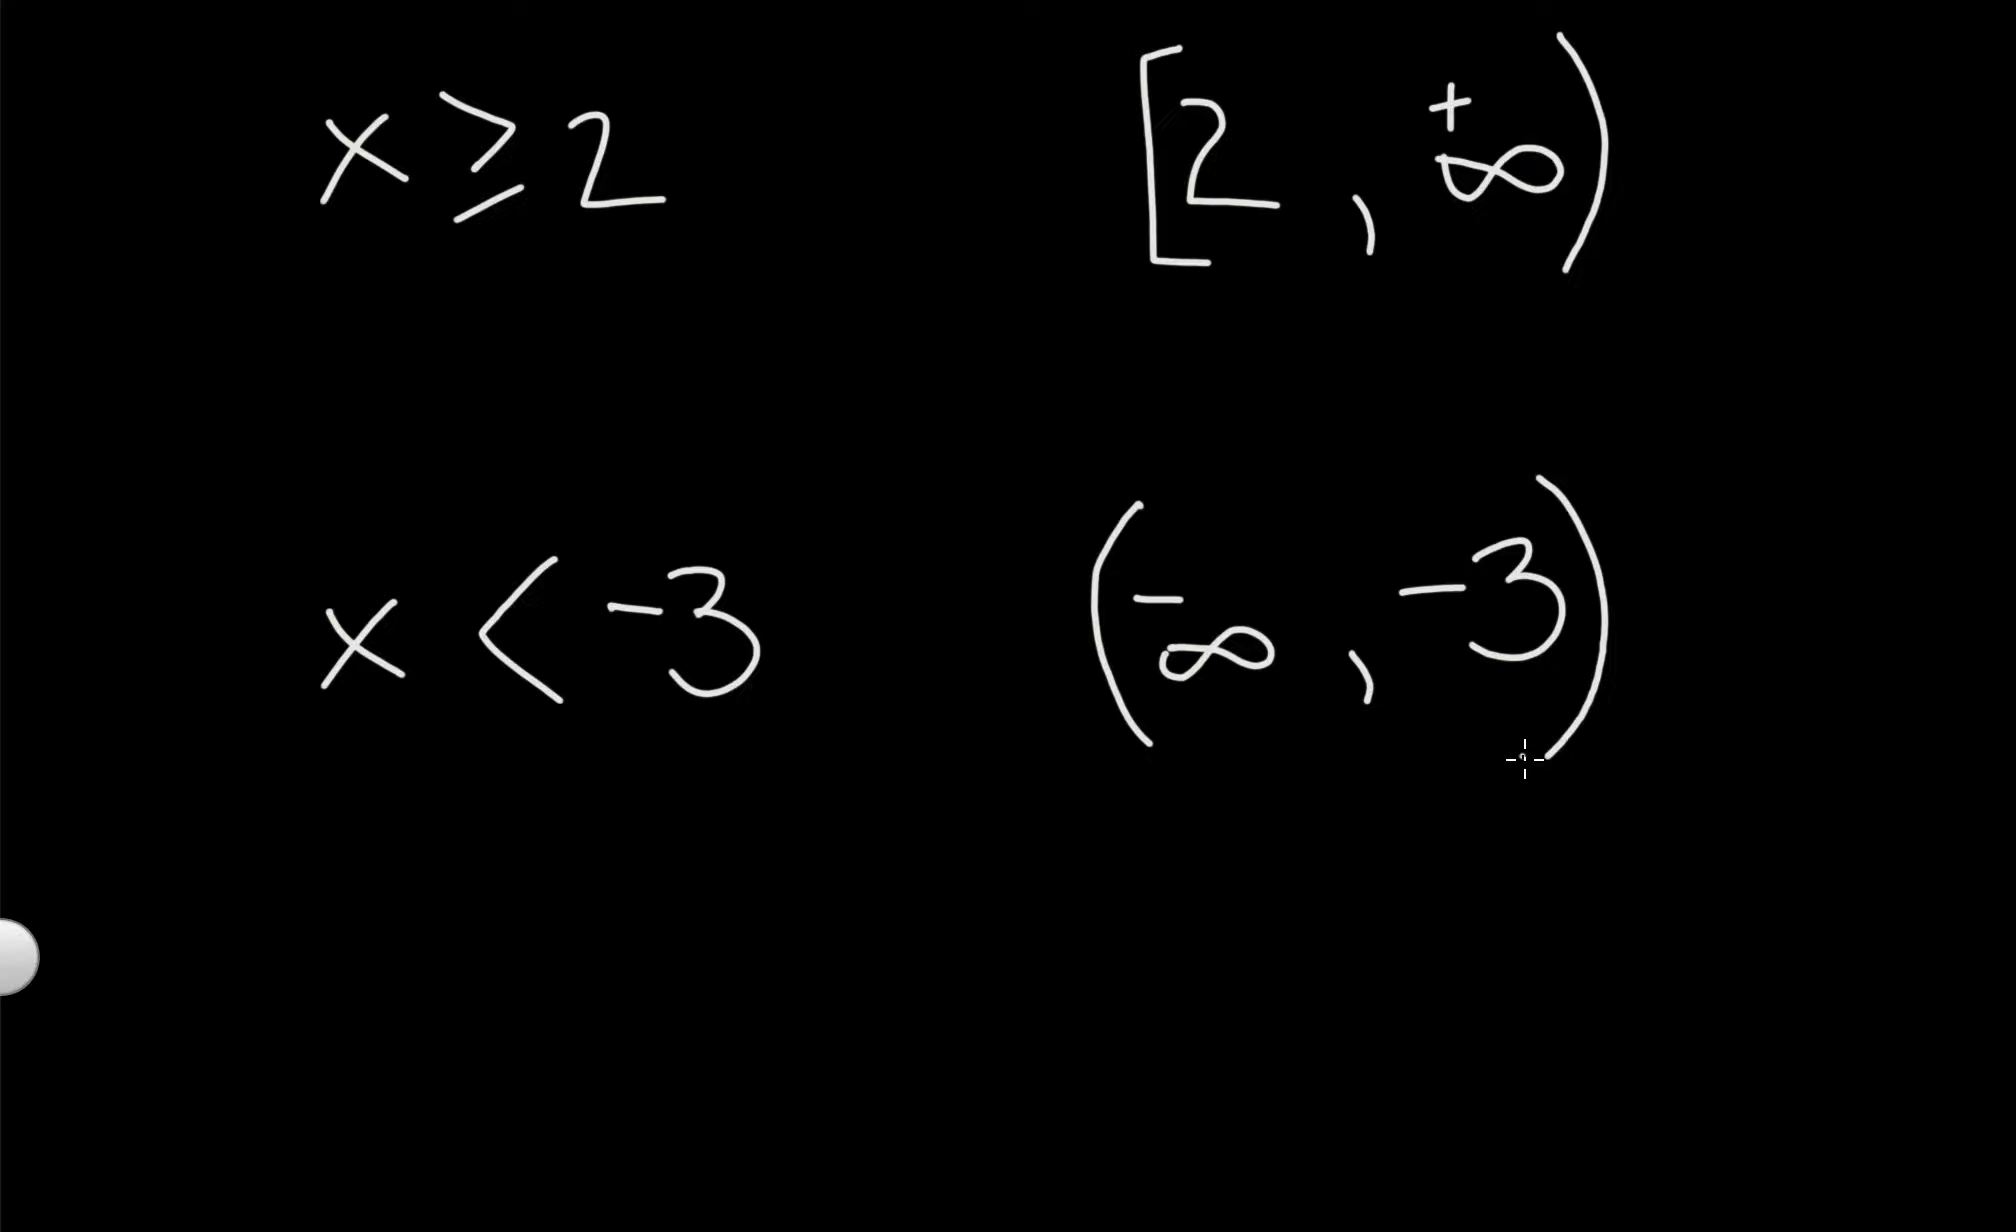 x ≥ 2 [2, +∞)
x < -3 (-∞, -3)